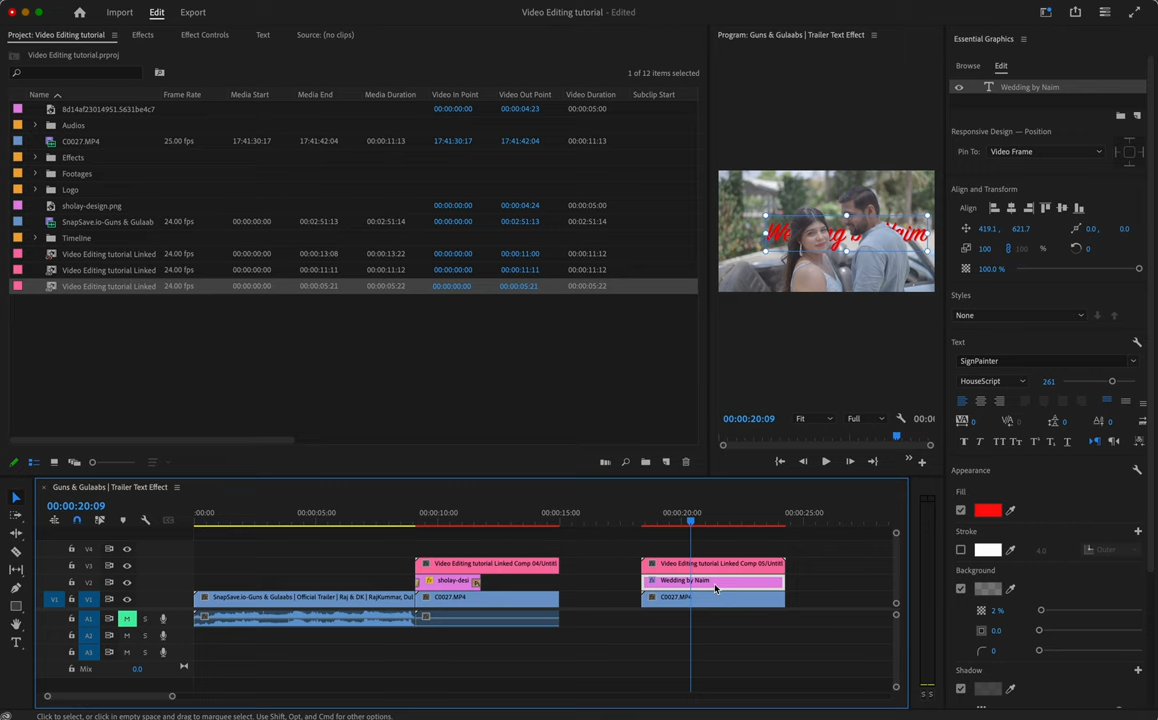 Import Edit Export Video Editing tutorial - Edited
Project: Video Editing tutorial Effects Effect Controls Text Source: (no clips)
Video Editing tutorial.prproj
1 of 12 items selected
Name Frame Rate Media Start Media End Media Duration Video In Point Video Out Point Video Duration Subclip Start
8d14af23014951.5631be4c7 00:00:00:00 00:00:04:23 00:00:05:00
Audios
C0027.MP4 25.00 fps 17:41:30:17 17:41:42:04 00:00:11:13 17:41:30:17 17:41:42:04 00:00:11:13
Effects
Footages
Logo
sholay-design.png 00:00:00:00 00:00:04:24 00:00:05:00
SnapSave.io-Guns & Gulaab 24.00 fps 00:00:00:00 00:02:51:13 00:02:51:14 00:00:00:00 00:02:51:13 00:02:51:14
Timeline
Video Editing tutorial Linked 24.00 fps 00:00:00:00 00:00:13:08 00:00:13:22 00:00:00:00 00:00:11:00 00:00:11:12
Video Editing tutorial Linked 24.00 fps 00:00:00:00 00:00:11:11 00:00:11:12 00:00:00:00 00:00:11:11 00:00:11:12
Video Editing tutorial Linked 24.00 fps 00:00:00:00 00:00:05:21 00:00:05:22 00:00:00:00 00:00:05:21 00:00:05:22
Program: Guns & Gulaabs | Trailer Text Effect
00:00:20:09 Fit Full 00:00
Essential Graphics
Browse Edit
Wedding by Naim
Responsive Design — Position
Pin To: Video Frame
Align and Transform
Align
419.1 , 621.7 0.0 , 0.0
100 100 % 0
100.0 %
Styles
None
Text
SignPainter
HouseScript 261
0 0 0 0
Appearance
Fill
Stroke
4.0 Outer
Background
2 %
0.0
0
Shadow
Guns & Gulaabs | Trailer Text Effect
00:00:20:09
:00:00 00:00:05:00 00:00:10:00 00:00:15:00 00:00:20:00 00:00:25:00
V4
V3 Video Editing tutorial Linked Comp 04/Untitl Video Editing tutorial Linked Comp 05/Untitl
V2 sholay-desi Wedding by Naim
V1 V1 SnapSave.io-Guns & Gulaabs | Official Trailer | Raj & DK | RajKummar, Dul C0027.MP4 C0027.MP4
A1 M S
A2 M S
A3 M S
Mix 0.0
S S
Click to select, or click in empty space and drag to marquee select. Use Shift, Opt, and Cmd for other options.